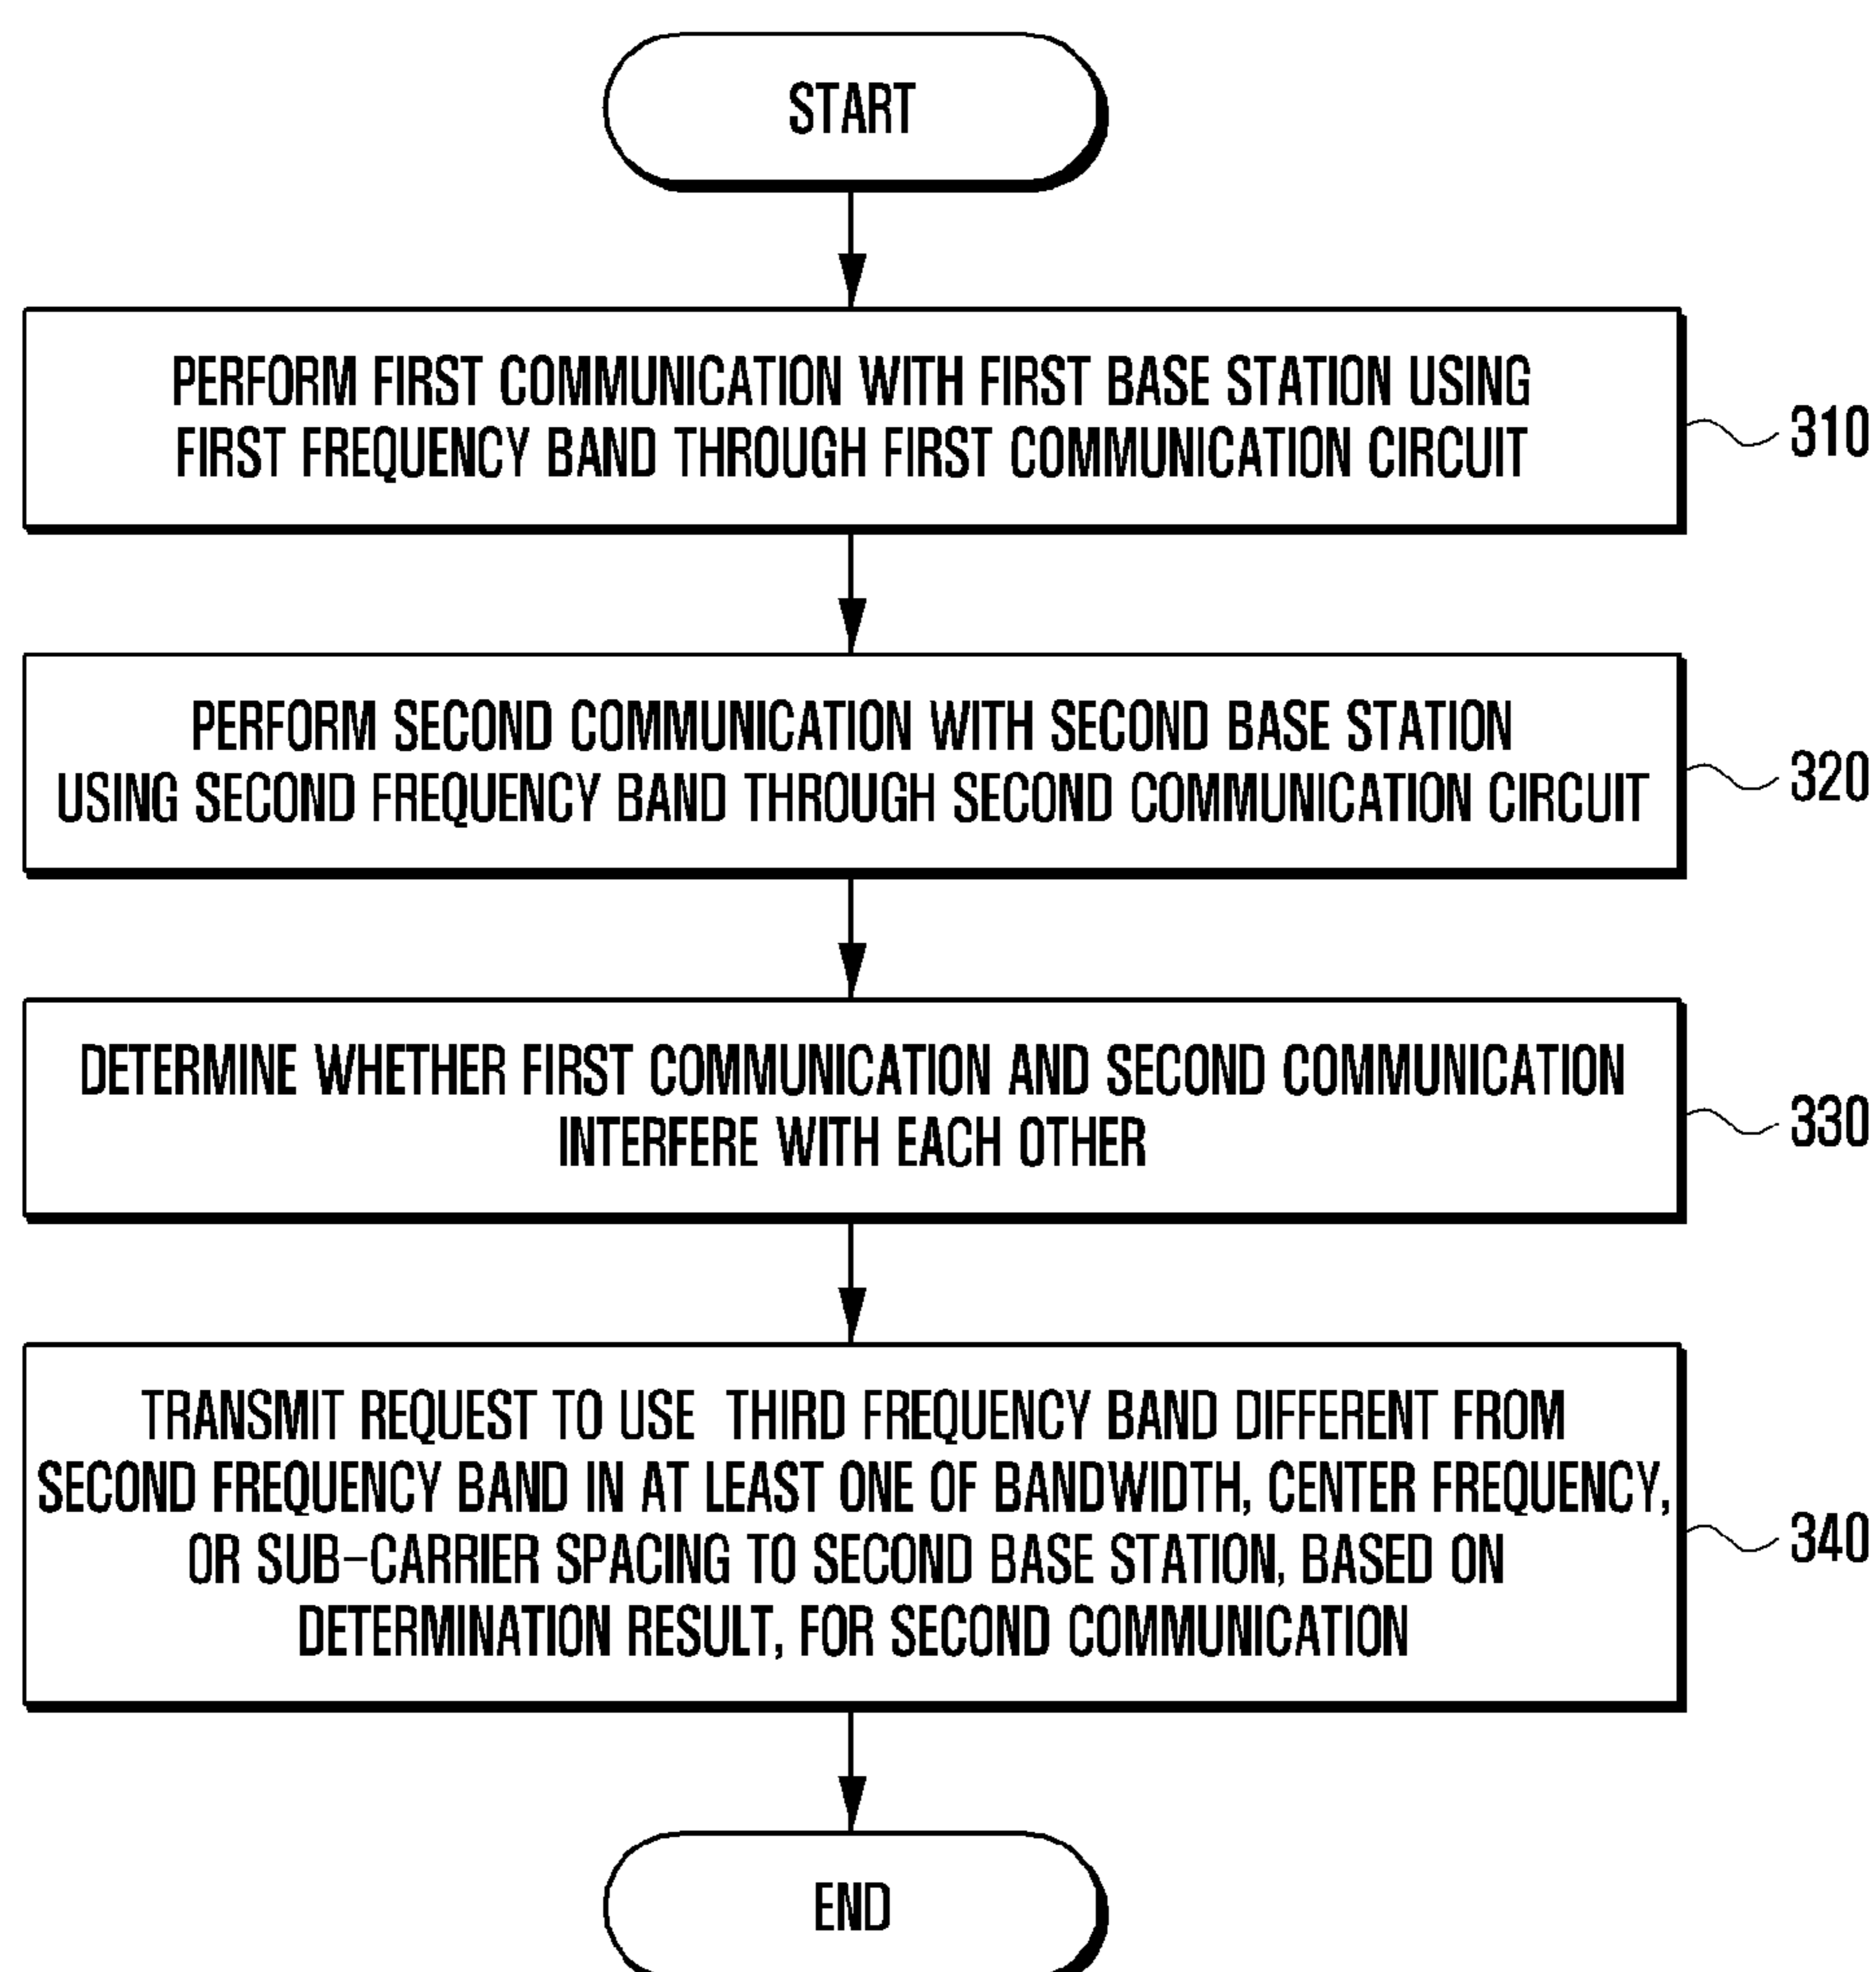 START
PERFORM FIRST COMMUNICATION WITH FIRST BASE STATION USING
FIRST FREQUENCY BAND THROUGH FIRST COMMUNICATION CIRCUIT
310
PERFORM SECOND COMMUNICATION WITH SECOND BASE STATION
USING SECOND FREQUENCY BAND THROUGH SECOND COMMUNICATION CIRCUIT
320
DETERMINE WHETHER FIRST COMMUNICATION AND SECOND COMMUNICATION
INTERFERE WITH EACH OTHER
330
TRANSMIT REQUEST TO USE THIRD FREQUENCY BAND DIFFERENT FROM
SECOND FREQUENCY BAND IN AT LEAST ONE OF BANDWIDTH, CENTER FREQUENCY,
OR SUB-CARRIER SPACING TO SECOND BASE STATION, BASED ON
DETERMINATION RESULT, FOR SECOND COMMUNICATION
340
END